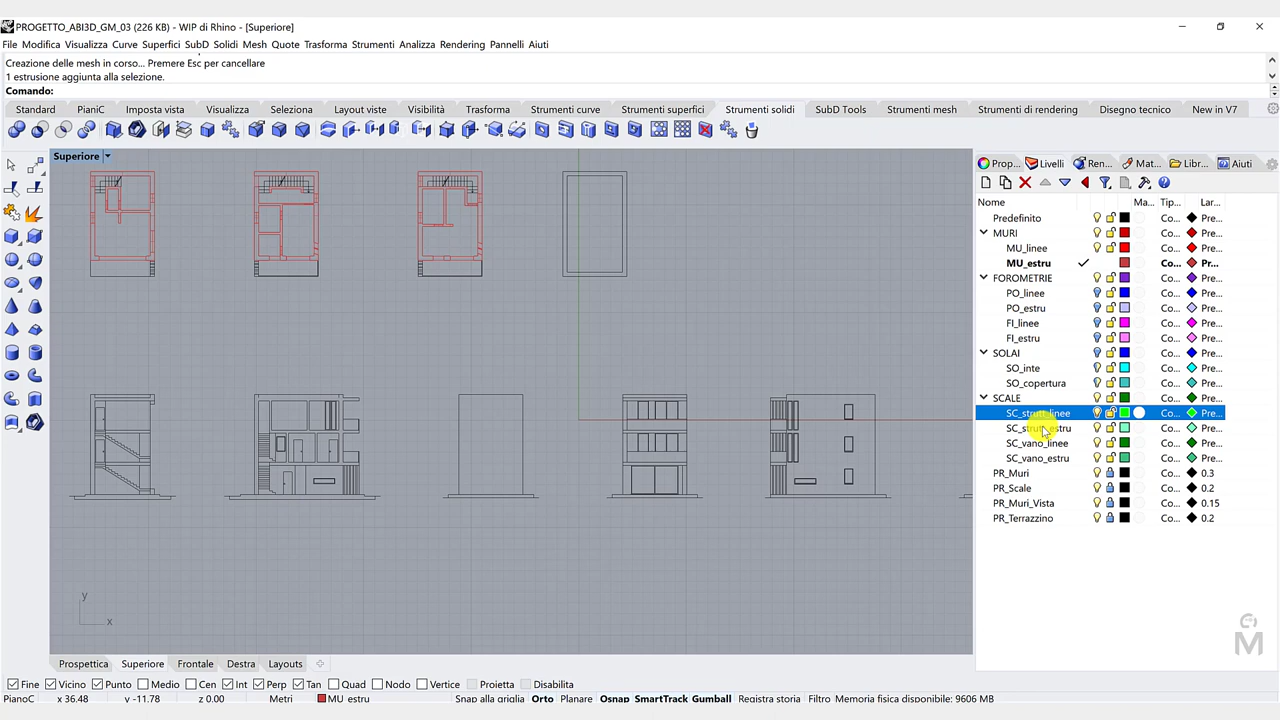 PROGETTO_ABI3D_GM_03 (226 KB) - WIP di Rhino - [Superiore]
File Modifica Visualizza Curve Superfici SubD Solidi Mesh Quote Trasforma Strumenti Analizza Rendering Pannelli Aiuti
Creazione delle mesh in corso... Premere Esc per cancellare
1 estrusione aggiunta alla selezione.
Comando:
Standard PianiC Imposta vista Visualizza Seleziona Layout viste Visibilità Trasforma Strumenti curve Strumenti superfici Strumenti solidi SubD Tools Strumenti mesh Strumenti di rendering Disegno tecnico New in V7
Superiore
Prop... Livelli Ren... Mat... Libr... Aiuti
Nome Ma... Tip... Lar...
Predefinito Co... Pre...
MURI Co... Pre...
MU_linee Co... Pre...
MU_estru Co... Pr...
FOROMETRIE Co... Pre...
PO_linee Co... Pre...
PO_estru Co... Pre...
FI_linee Co... Pre...
FI_estru Co... Pre...
SOLAI Co... Pre...
SO_inte Co... Pre...
SO_copertura Co... Pre...
SCALE Co... Pre...
SC_strutt_linee Co... Pre...
SC_strutt_estru Co... Pre...
SC_vano_linee Co... Pre...
SC_vano_estru Co... Pre...
PR_Muri Co... 0.3
PR_Scale Co... 0.2
PR_Muri_Vista Co... 0.15
PR_Terrazzino Co... 0.2
y
x
M
Prospettica Superiore Frontale Destra Layouts
Fine Vicino Punto Medio Cen Int Perp Tan Quad Nodo Vertice Proietta Disabilita
PianoC x 36.48 y -11.78 z 0.00 Metri MU_estru Snap alla griglia Orto Planare Osnap SmartTrack Gumball Registra storia Filtro Memoria fisica disponibile: 9606 MB